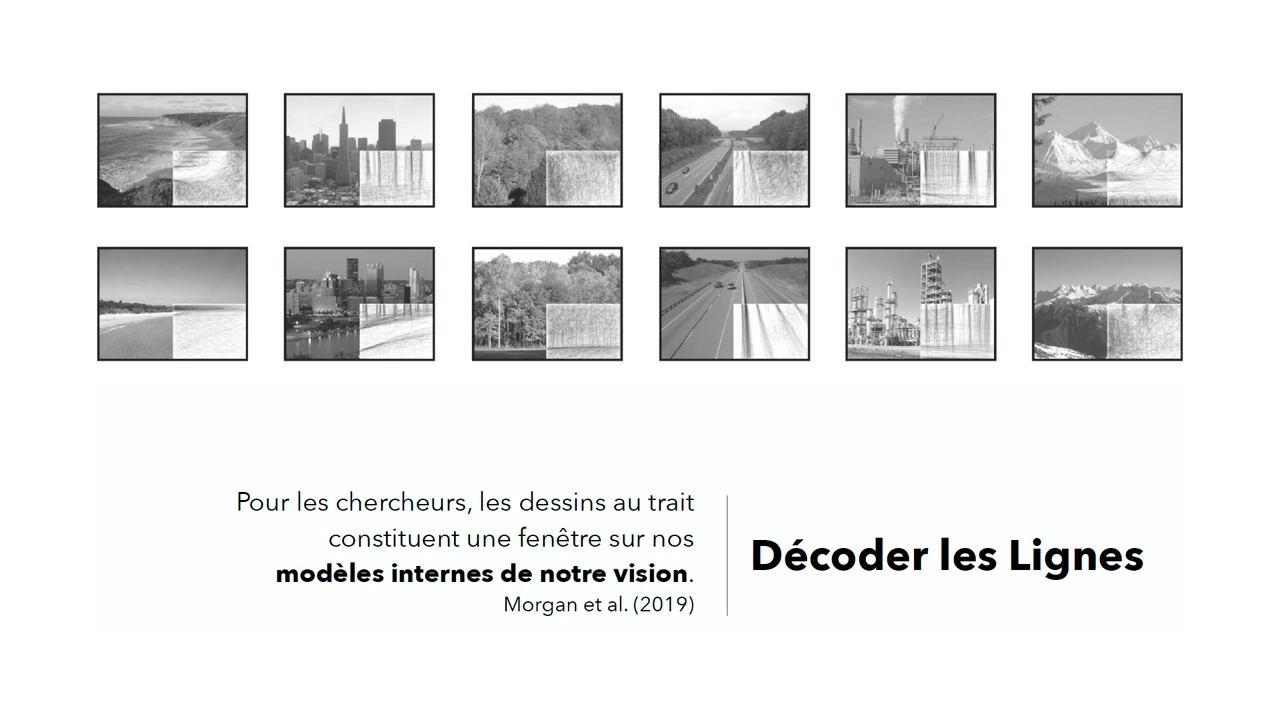 Pour les chercheurs, les dessins au trait
constituent une fenêtre sur nos
modèles internes de notre vision.
Morgan et al. (2019)
Décoder les Lignes